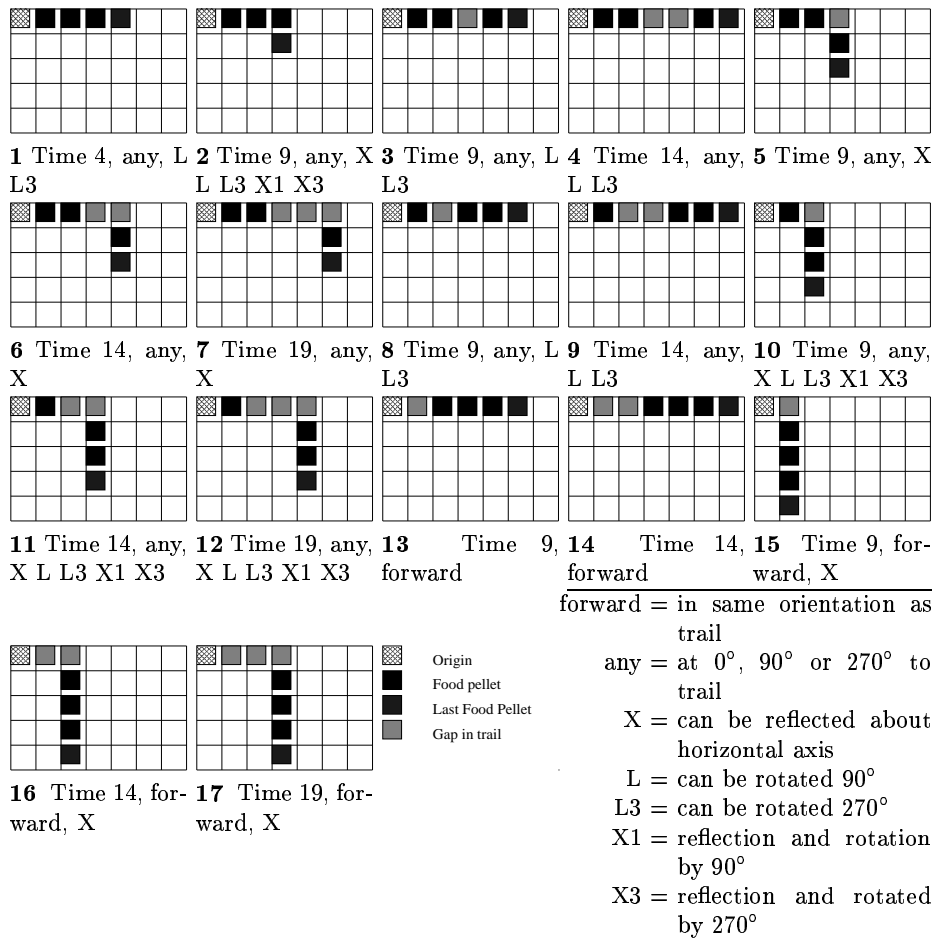 1 Time 4, any, L
L3
2 Time 9, any, X
L L3 X1 X3
3 Time 9, any, L
L3
4 Time 14, any,
L L3
5 Time 9, any, X
6 Time 14, any,
X
7 Time 19, any,
X
8 Time 9, any, L
L3
9 Time 14, any,
L L3
10 Time 9, any,
X L L3 X1 X3
11 Time 14, any,
X L L3 X1 X3
12 Time 19, any,
X L L3 X1 X3
13 Time 9,
forward
14 Time 14,
forward
15 Time 9, for-
ward, X
16 Time 14, for-
ward, X
17 Time 19, for-
ward, X
Origin
Food pellet
Last Food Pellet
Gap in trail
forward = in same orientation as
trail
any = at 0°, 90° or 270° to
trail
X = can be reflected about
horizontal axis
L = can be rotated 90°
L3 = can be rotated 270°
X1 = reflection and rotation
by 90°
X3 = reflection and rotated
by 270°